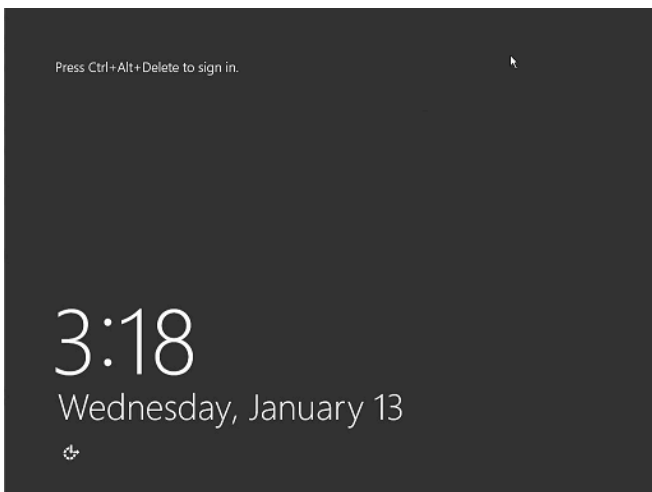 Press Ctrl+Alt+Delete to sign in.
3:18
Wednesday, January 13